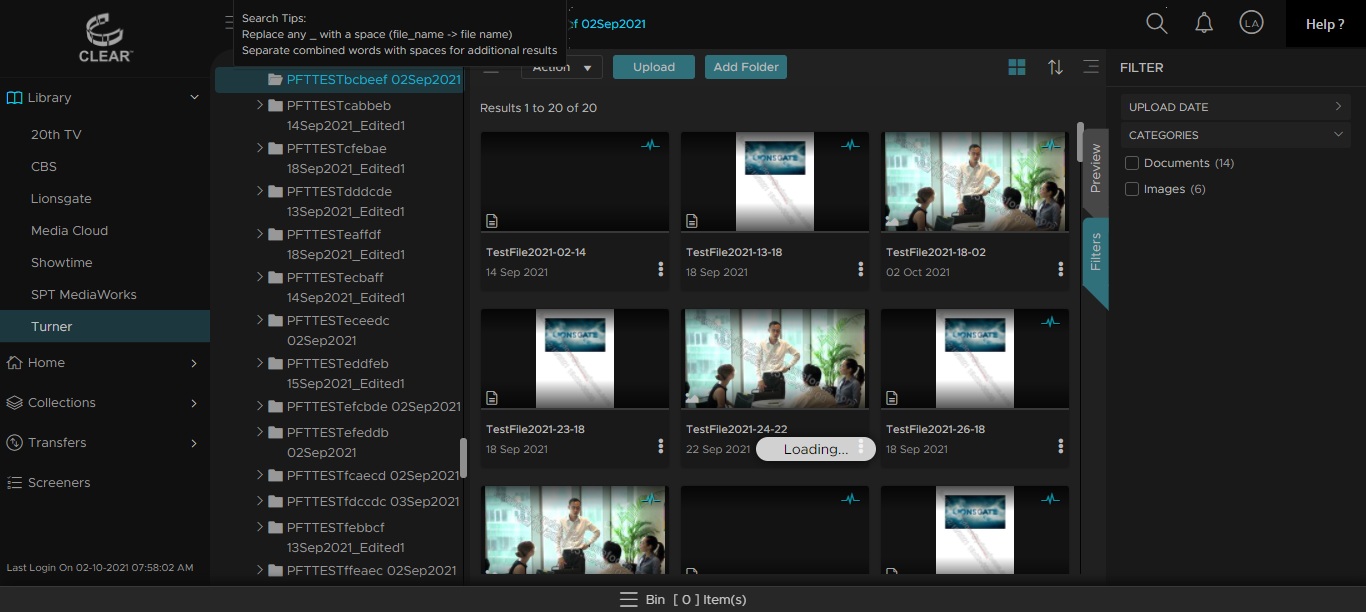 CLEAR
Search Tips:
Replace any _ with a space (file_name -> file name)
Separate combined words with spaces for additional results
ef 02Sep2021
LA
Help ?
Library
20th TV
CBS
Lionsgate
Media Cloud
Showtime
SPT MediaWorks
Turner
Home
Collections
Transfers
Screeners
Last Login On 02-10-2021 07:58:02 AM
PFTTESTbcbeef 02Sep2021
PFTTESTcabbeb
14Sep2021_Edited1
PFTTESTcfebae
18Sep2021_Edited1
PFTTESTdddcde
13Sep2021_Edited1
PFTTESTeaffdf
18Sep2021_Edited1
PFTTESTecbaff
14Sep2021_Edited1
PFTTESTeceedc
02Sep2021
PFTTESTeddfeb
15Sep2021_Edited1
PFTTESTefcbde 02Sep2021
PFTTESTefeddb
02Sep2021
PFTTESTfcaecd 02Sep2021
PFTTESTfdccdc 03Sep2021
PFTTESTfebbcf
13Sep2021_Edited1
PFTTESTffeaec 02Sep2021
Action
Upload
Add Folder
Results 1 to 20 of 20
TestFile2021-02-14
14 Sep 2021
LIONSGATE
TestFile2021-13-18
18 Sep 2021
TestFile2021-18-02
02 Oct 2021
LIONSGATE
TestFile2021-23-18
18 Sep 2021
TestFile2021-24-22
22 Sep 2021
LIONSGATE
TestFile2021-26-18
18 Sep 2021
Loading...
LIONSGATE
Preview
Filters
FILTER
UPLOAD DATE
CATEGORIES
Documents (14)
Images (6)
Bin [ 0 ] Item(s)